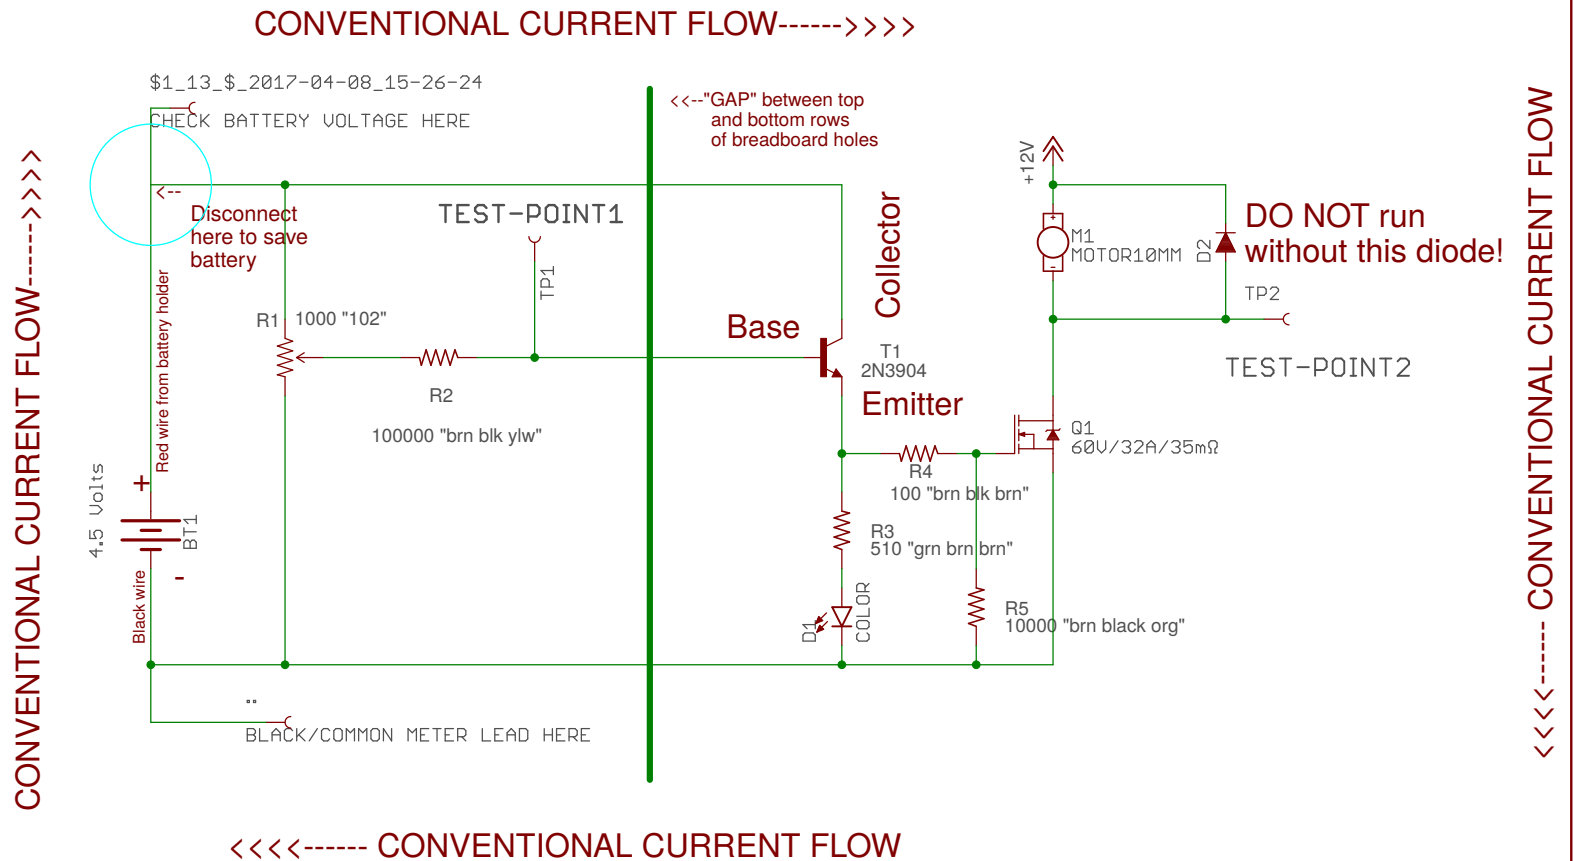 CONVENTIONAL CURRENT FLOW------>>>>
$1_13_$_2017-04-08_15-26-24
CHECK BATTERY VOLTAGE HERE
<<--"GAP" between top
and bottom rows
of breadboard holes
<--
Disconnect
here to save
battery
TEST-POINT1
TP1
Collector
+12V
M1
MOTOR10MM
D2
DO NOT run
without this diode!
TP2
TEST-POINT2
R1
1000 "102"
Base
T1
2N3904
Emitter
R2
100000 "brn blk ylw"
Q1
60V/32A/35mΩ
R4
100 "brn blk brn"
R3
510 "grn brn brn"
D1
COLOR
R5
10000 "brn black org"
Red wire from battery holder
+
4.5 Volts
BT1
-
Black wire
BLACK/COMMON METER LEAD HERE
CONVENTIONAL CURRENT FLOW------>>>>
<<<<------ CONVENTIONAL CURRENT FLOW
<<<<------ CONVENTIONAL CURRENT FLOW